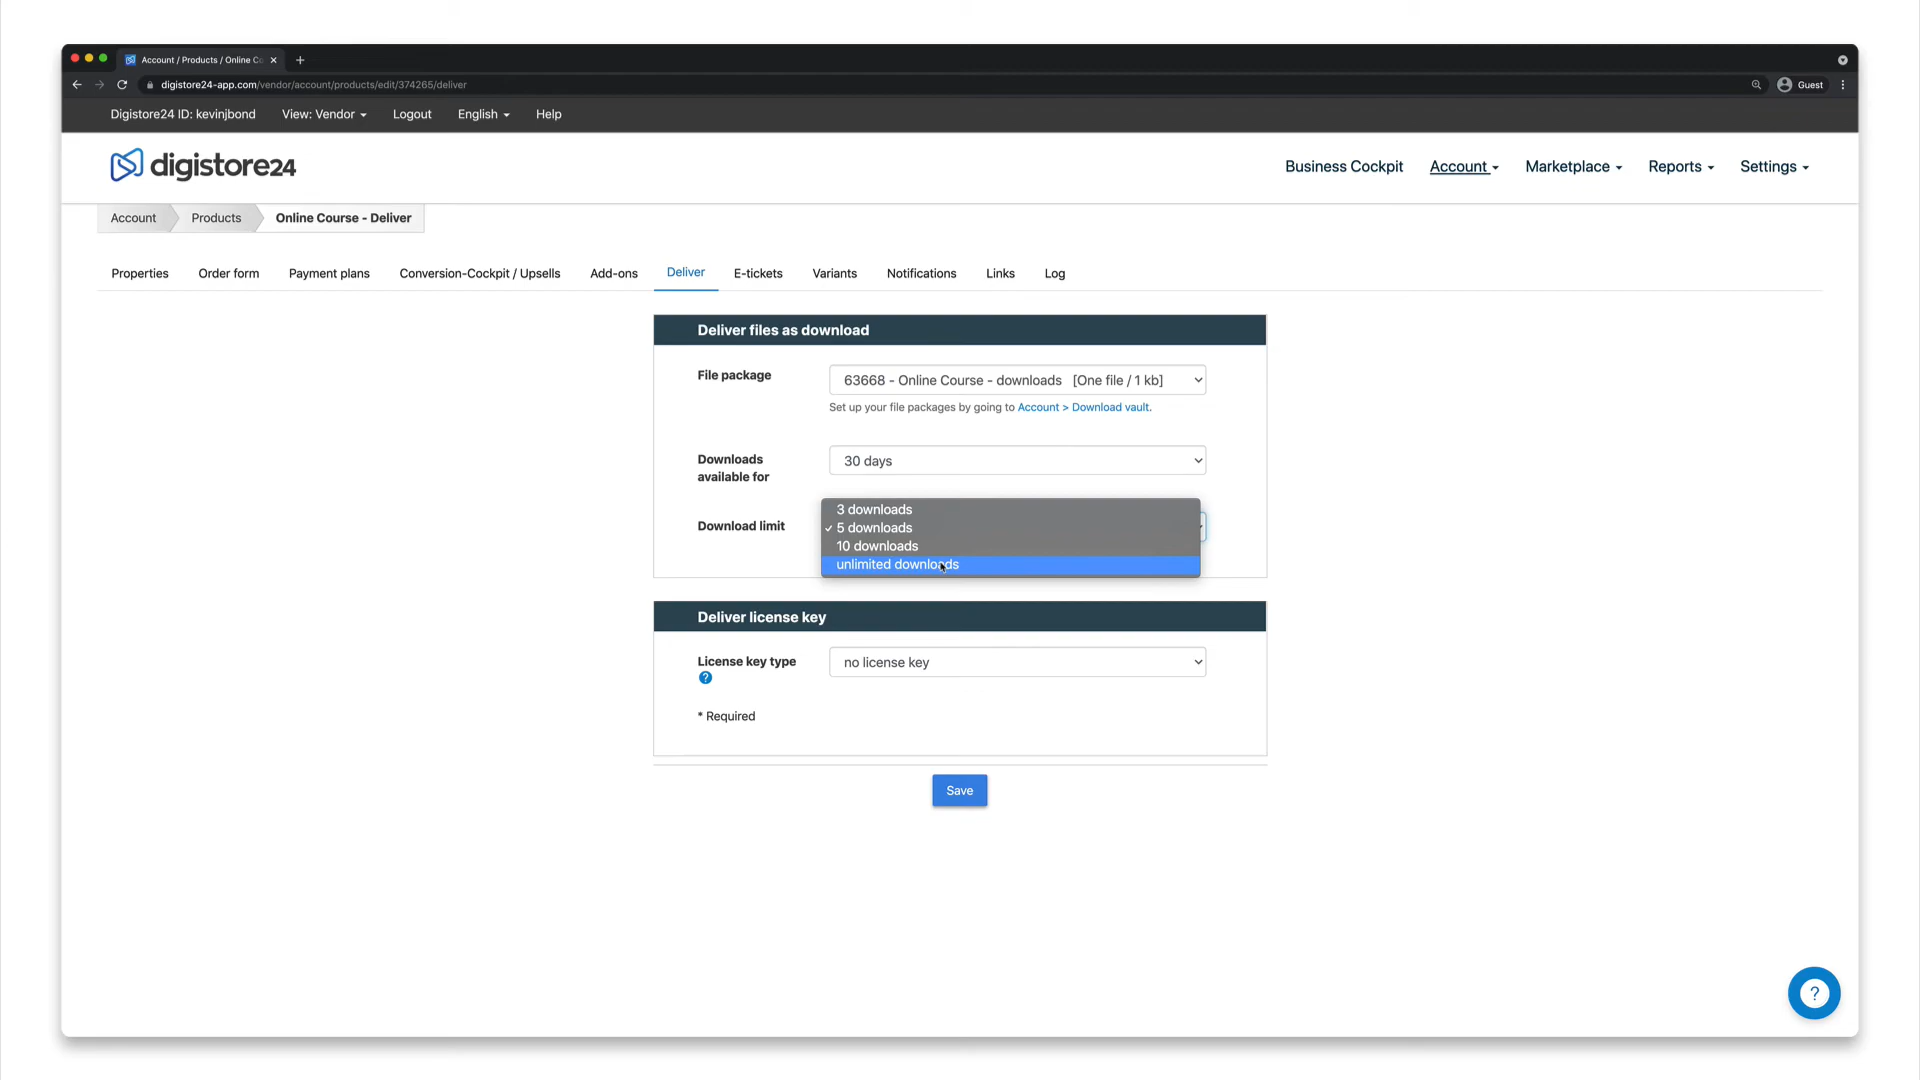 Account / Products / Online Co
digistore24-app.com/vendor/account/products/edit/374265/deliver
Guest
Digistore24 ID: kevinjbond
View: Vendor
Logout
English
Help
digistore24
Business Cockpit
Account
Marketplace
Reports
Settings
Account
Products
Online Course - Deliver
Properties
Order form
Payment plans
Conversion-Cockpit / Upsells
Add-ons
Deliver
E-tickets
Variants
Notifications
Links
Log
Deliver files as download
File package
63668 - Online Course - downloads [One file / 1 kb]
Set up your file packages by going to Account > Download vault.
Downloads
available for
30 days
Download limit
3 downloads
✓ 5 downloads
10 downloads
unlimited downloads
Deliver license key
License key type
no license key
?
* Required
Save
?